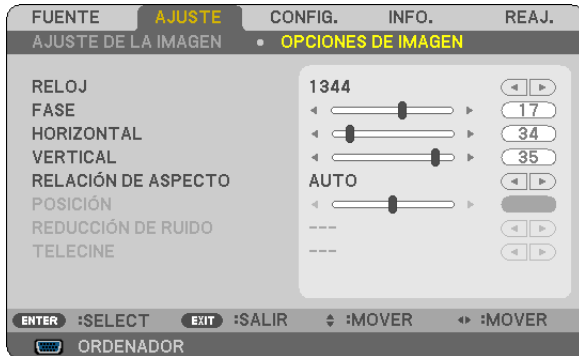 FUENTE AJUSTE CONFIG. INFO. REAJ.
AJUSTE DE LA IMAGEN • OPCIONES DE IMAGEN
RELOJ 1344
FASE 17
HORIZONTAL 34
VERTICAL 35
RELACIÓN DE ASPECTO AUTO
POSICIÓN
REDUCCIÓN DE RUIDO ---
TELECINE ---
ENTER :SELECT EXIT :SALIR :MOVER :MOVER
ORDENADOR